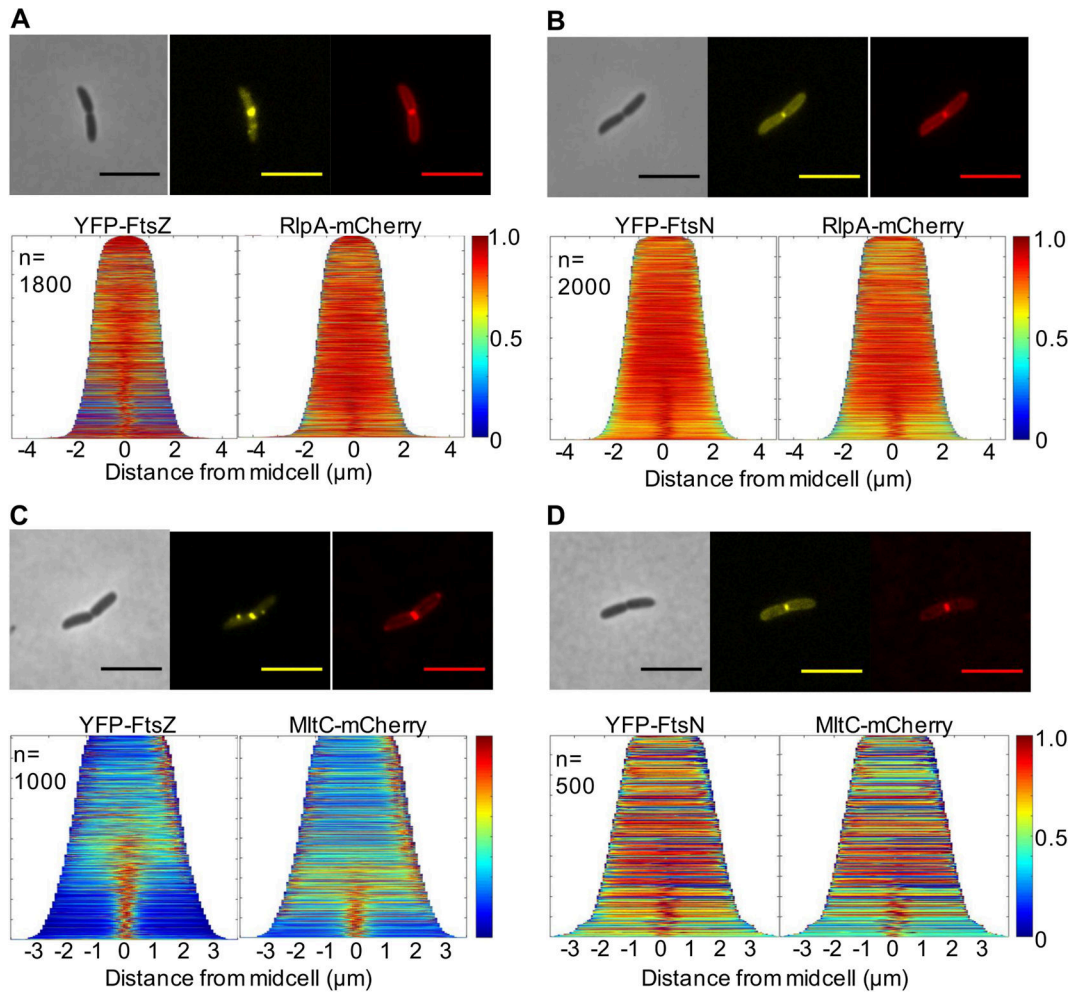 A
B
YFP-FtsZ RlpA-mCherry
n=
1800
1.0
0.5
0
-4 -2 0 2 4 -4 -2 0 2 4
Distance from midcell (µm)
YFP-FtsN RlpA-mCherry
n=
2000
1.0
0.5
0
-4 -2 0 2 4 -4 -2 0 2 4
Distance from midcell (µm)
C
D
YFP-FtsZ MltC-mCherry
n=
1000
-3 -2 -1 0 1 2 3 -3 -2 -1 0 1 2 3
Distance from midcell (µm)
YFP-FtsN MltC-mCherry
n=
500
1.0
0.5
0
-3 -2 -1 0 1 2 3 -3 -2 -1 0 1 2 3
Distance from midcell (µm)